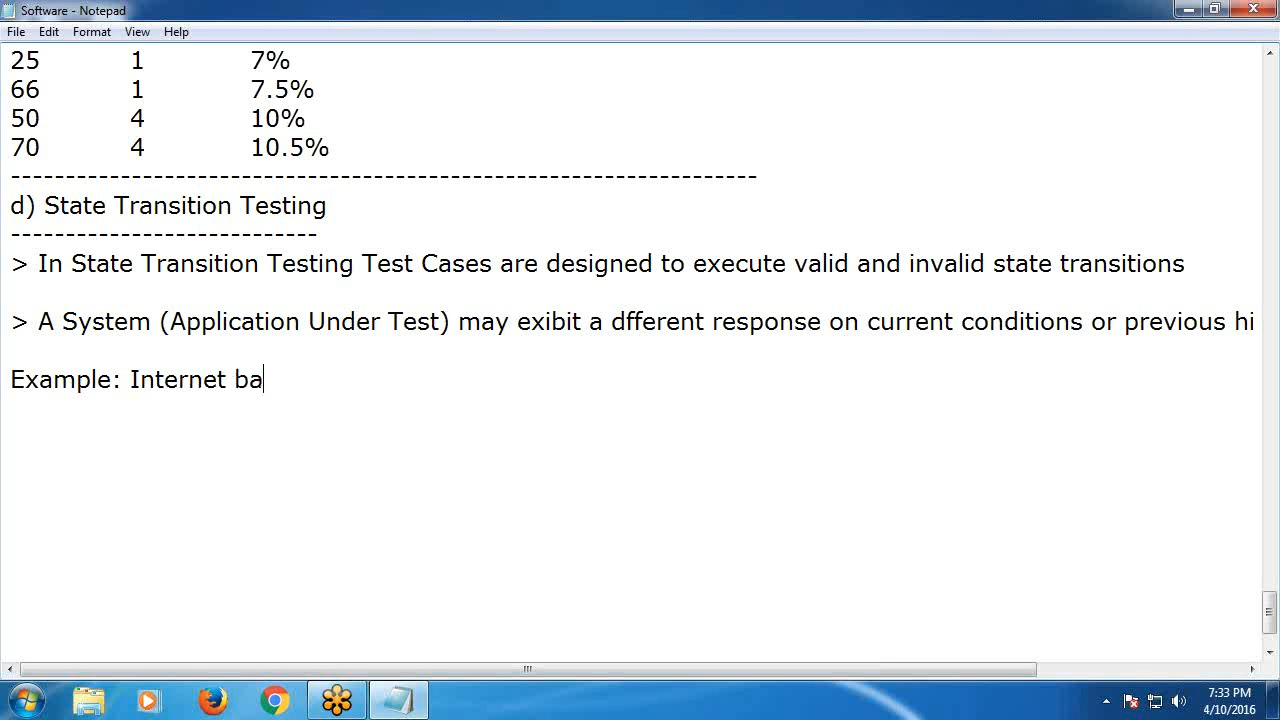 Software - Notepad
File Edit Format View Help
25 1 7%
66 1 7.5%
50 4 10%
70 4 10.5%
--------------------------------------------------------------------
d) State Transition Testing
----------------------------
> In State Transition Testing Test Cases are designed to execute valid and invalid state transitions
> A System (Application Under Test) may exibit a dfferent response on current conditions or previous hi
Example: Internet ba
7:33 PM
4/10/2016